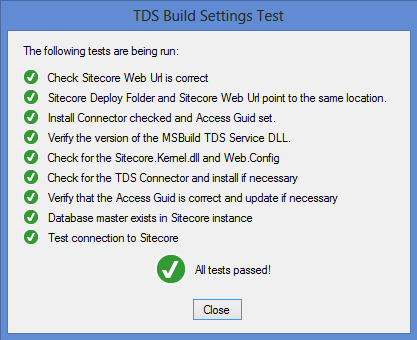 TDS Build Settings Test
The following tests are being run:
Check Sitecore Web Url is correct
Sitecore Deploy Folder and Sitecore Web Url point to the same location.
Install Connector checked and Access Guid set.
Verify the version of the MSBuild TDS Service DLL.
Check for the Sitecore.Kernel.dll and Web.Config
Check for the TDS Connector and install if necessary
Verify that the Access Guid is correct and update if necessary
Database master exists in Sitecore instance
Test connection to Sitecore
All tests passed!
Close